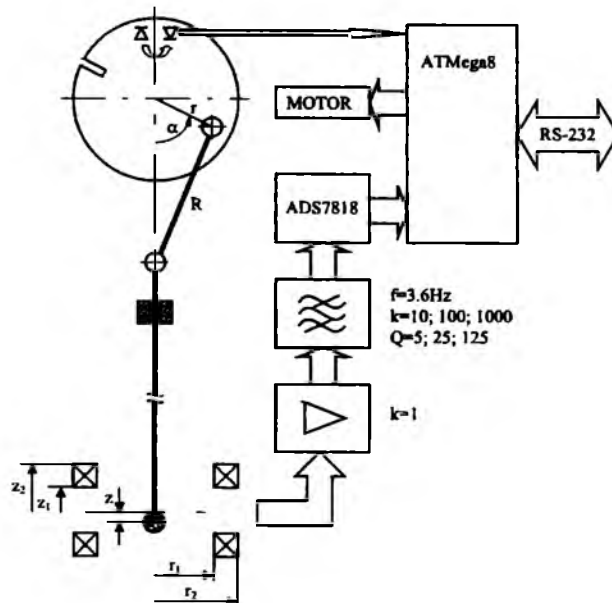 ATMega8
MOTOR
RS-232
r
α
R
ADS7818
f=3.6Hz
k=10; 100; 1000
Q=5; 25; 125
k=1
z₂
z₁
z
r₁
r₂